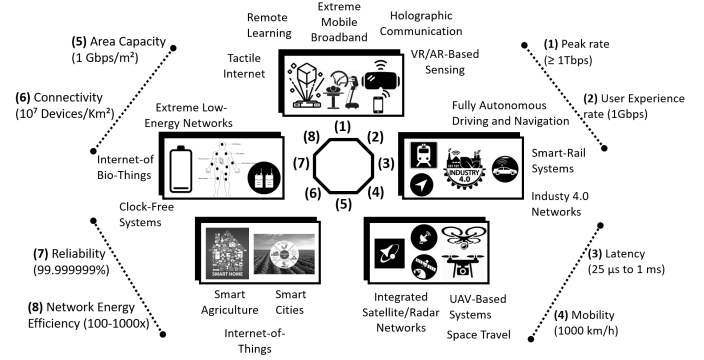 Remote
Learning
Extreme
Mobile
Broadband
Holographic
Communication
(5) Area Capacity
(1 Gbps/m²)
Tactile
Internet
VR/AR-Based
Sensing
(1) Peak rate
(≥ 1Tbps)
(6) Connectivity
(10⁷ Devices/Km²)
(2) User Experience
rate (1Gbps)
Extreme Low-
Energy Networks
Fully Autonomous
Driving and Navigation
(1)
(8)
(2)
(7)
(3)
(6)
(4)
(5)
Internet-of
Bio-Things
INDUSTRY
4.0
Smart-Rail
Systems
Clock-Free
Systems
Industy 4.0
Networks
(7) Reliability
(99.999999%)
SMART HOME
(3) Latency
(25 µs to 1 ms)
(8) Network Energy
Efficiency (100-1000x)
Smart
Agriculture
Smart
Cities
Internet-of-
Things
Integrated
Satellite/Radar
Networks
UAV-Based
Systems
Space Travel
(4) Mobility
(1000 km/h)